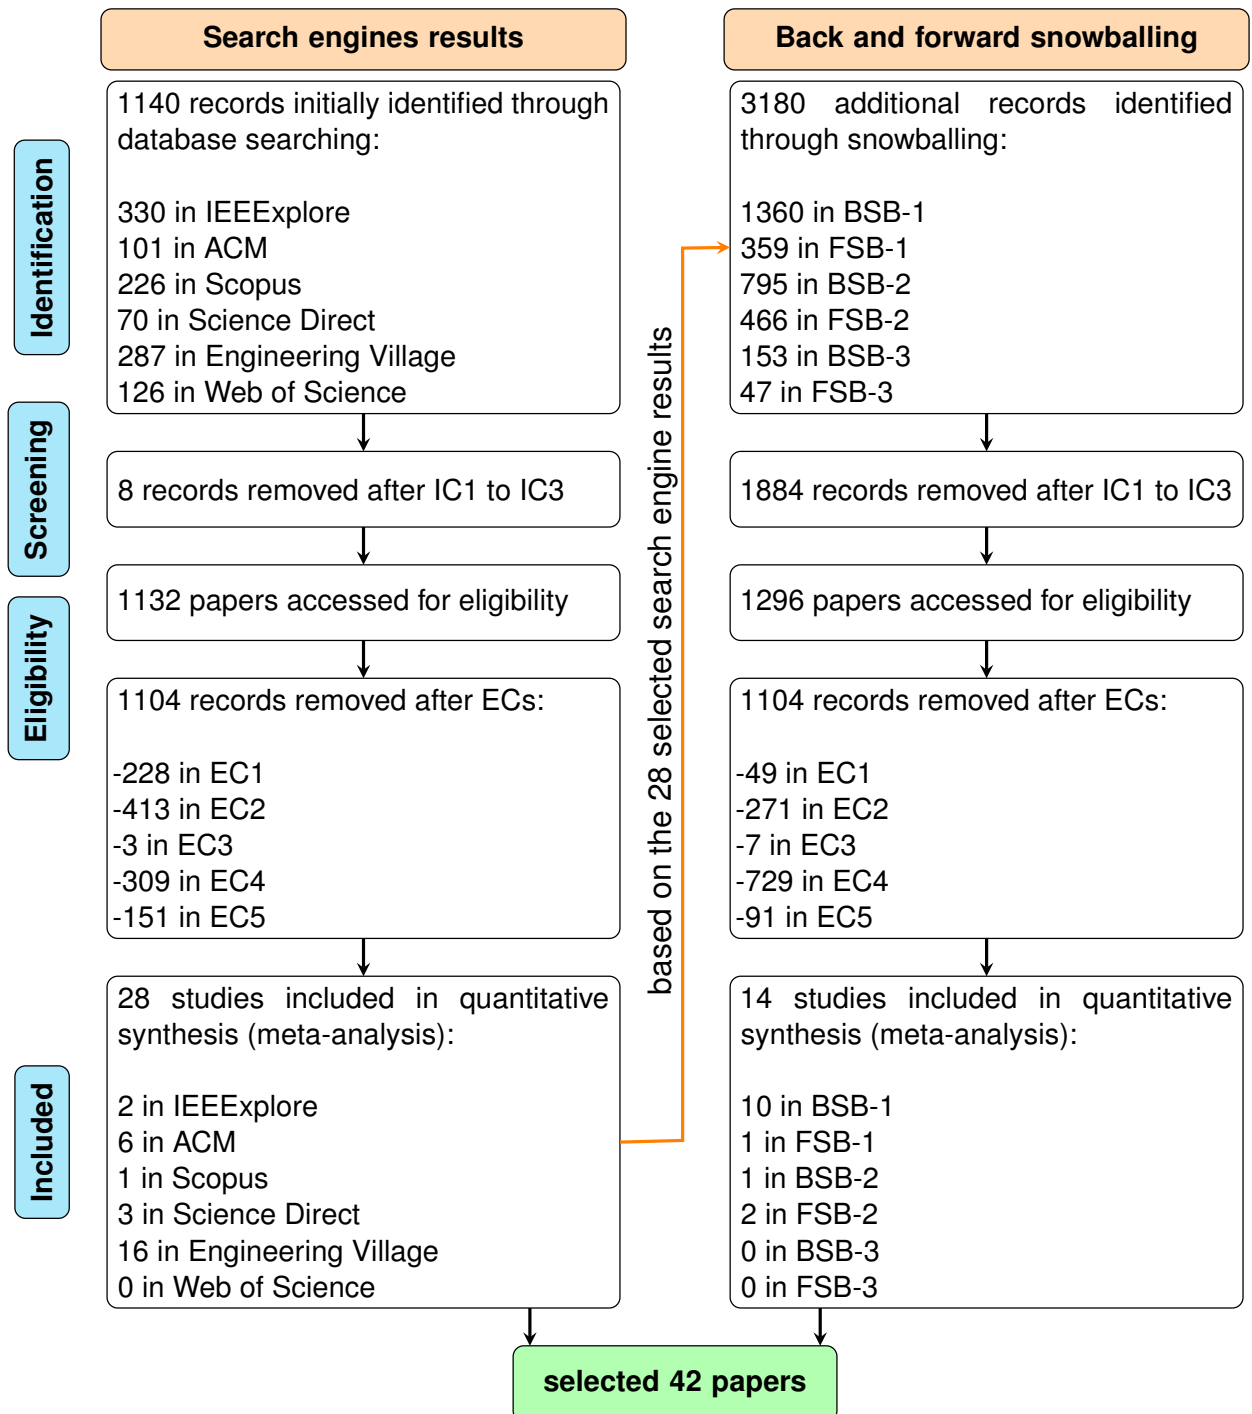 Search engines results
Identification
1140 records initially identified through
database searching:
330 in IEEExplore
101 in ACM
226 in Scopus
70 in Science Direct
287 in Engineering Village
126 in Web of Science
Screening
8 records removed after IC1 to IC3
1132 papers accessed for eligibility
Eligibility
1104 records removed after ECs:
-228 in EC1
-413 in EC2
-3 in EC3
-309 in EC4
-151 in EC5
Included
28 studies included in quantitative
synthesis (meta-analysis):
2 in IEEExplore
6 in ACM
1 in Scopus
3 in Science Direct
16 in Engineering Village
0 in Web of Science
based on the 28 selected search engine results
Back and forward snowballing
3180 additional records identified
through snowballing:
1360 in BSB-1
359 in FSB-1
795 in BSB-2
466 in FSB-2
153 in BSB-3
47 in FSB-3
1884 records removed after IC1 to IC3
1296 papers accessed for eligibility
1104 records removed after ECs:
-49 in EC1
-271 in EC2
-7 in EC3
-729 in EC4
-91 in EC5
14 studies included in quantitative
synthesis (meta-analysis):
10 in BSB-1
1 in FSB-1
1 in BSB-2
2 in FSB-2
0 in BSB-3
0 in FSB-3
selected 42 papers